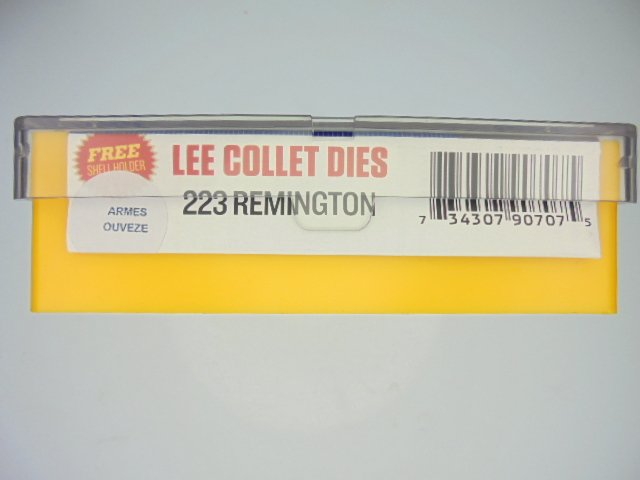 FREE
SHELL HOLDER
LEE COLLET DIES
223 REMINGTON
ARMES
OUVEZE
7 34307 90707 5